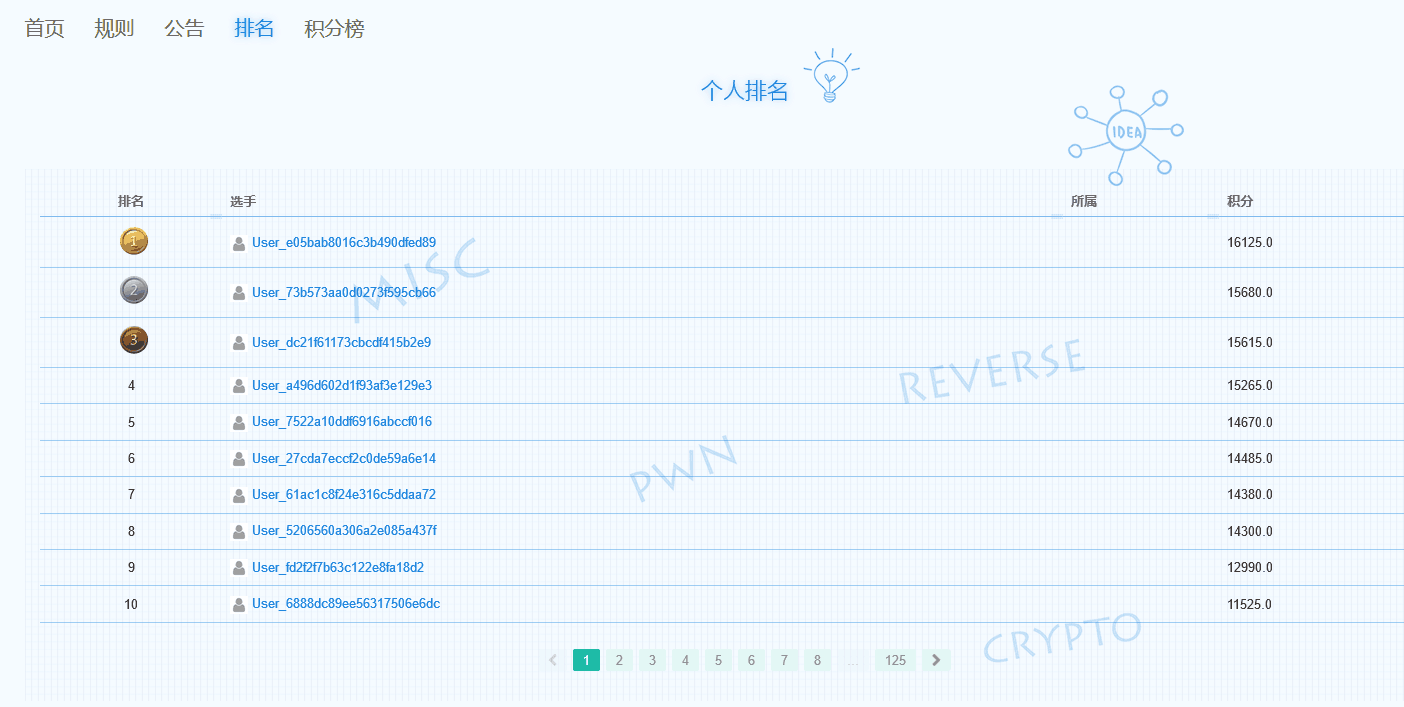 首页 规则 公告 排名 积分榜
个人排名
IDEA
排名 选手 所属 积分
1 User_e05bab8016c3b490dfed89 16125.0
MISC
2 User_73b573aa0d0273f595cb66 15680.0
3 User_dc21f61173cbcdf415b2e9 15615.0
REVERSE
4 User_a496d602d1f93af3e129e3 15265.0
5 User_7522a10ddf6916abccf016 14670.0
6 User_27cda7eccf2c0de59a6e14 14485.0
PWN
7 User_61ac1c8f24e316c5ddaa72 14380.0
8 User_5206560a306a2e085a437f 14300.0
9 User_fd2f2f7b63c122e8fa18d2 12990.0
10 User_6888dc89ee56317506e6dc 11525.0
CRYPTO
1 2 3 4 5 6 7 8 ... 125